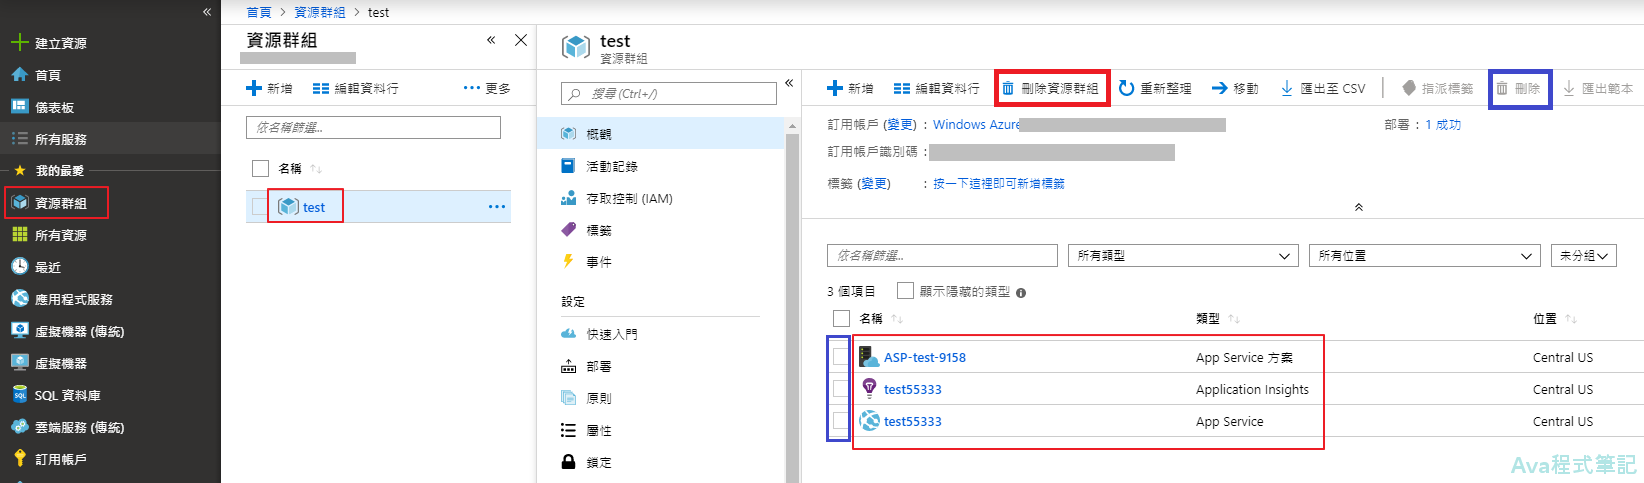 首頁 > 資源群組 > test
«
建立資源
首頁
儀表板
所有服務
我的最愛
資源群組
所有資源
最近
應用程式服務
虛擬機器 (傳統)
虛擬機器
SQL 資料庫
雲端服務 (傳統)
訂用帳戶
資源群組
« ×
新增 編輯資料行 ••• 更多
依名稱篩選...
名稱 ↑↓
test •••
test
資源群組
搜尋 (Ctrl+/)
«
概觀
活動記錄
存取控制 (IAM)
標籤
事件
設定
快速入門
部署
原則
屬性
鎖定
新增 編輯資料行 刪除資源群組 重新整理 移動 匯出至 CSV 指派標籤 刪除 匯出範本
訂用帳戶 (變更) : Windows Azure 部署 : 1 成功
訂用帳戶識別碼 :
標籤 (變更) : 按一下這裡即可新增標籤
依名稱篩選... 所有類型 所有位置 未分組
3 個項目 顯示隱藏的類型
名稱 ↑↓ 類型 ↑↓ 位置 ↑↓
ASP-test-9158 App Service 方案 Central US
test55333 Application Insights Central US
test55333 App Service Central US
Ava程式筆記